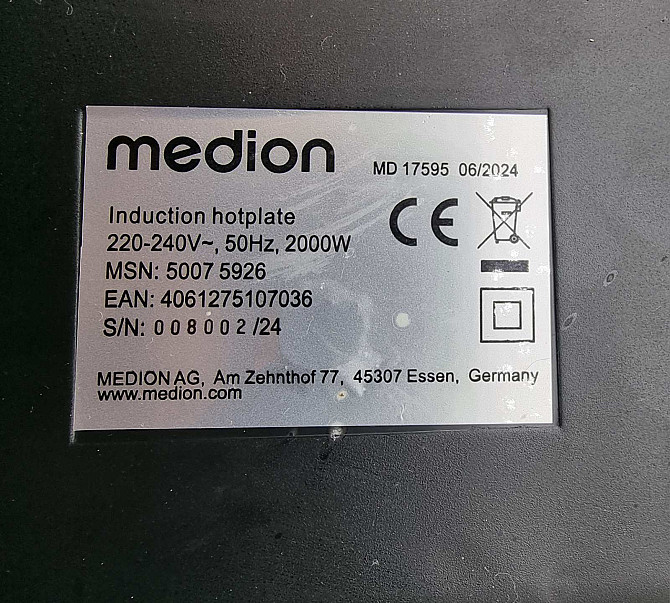 medion
MD 17595 06/2024
Induction hotplate
220-240V~, 50Hz, 2000W
MSN: 5007 5926
EAN: 4061275107036
S/N: 008002/24
CE
MEDION AG, Am Zehnthof 77, 45307 Essen, Germany
www.medion.com